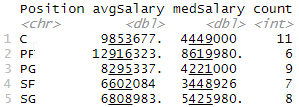 Position avgSalary medSalary count
<chr> <dbl> <dbl> <int>
1 C 9853677. 4449000 11
2 PF 12916323. 8619980. 6
3 PG 8295337. 4221000 9
4 SF 6602084 3448926 7
5 SG 6808983. 5425980. 8